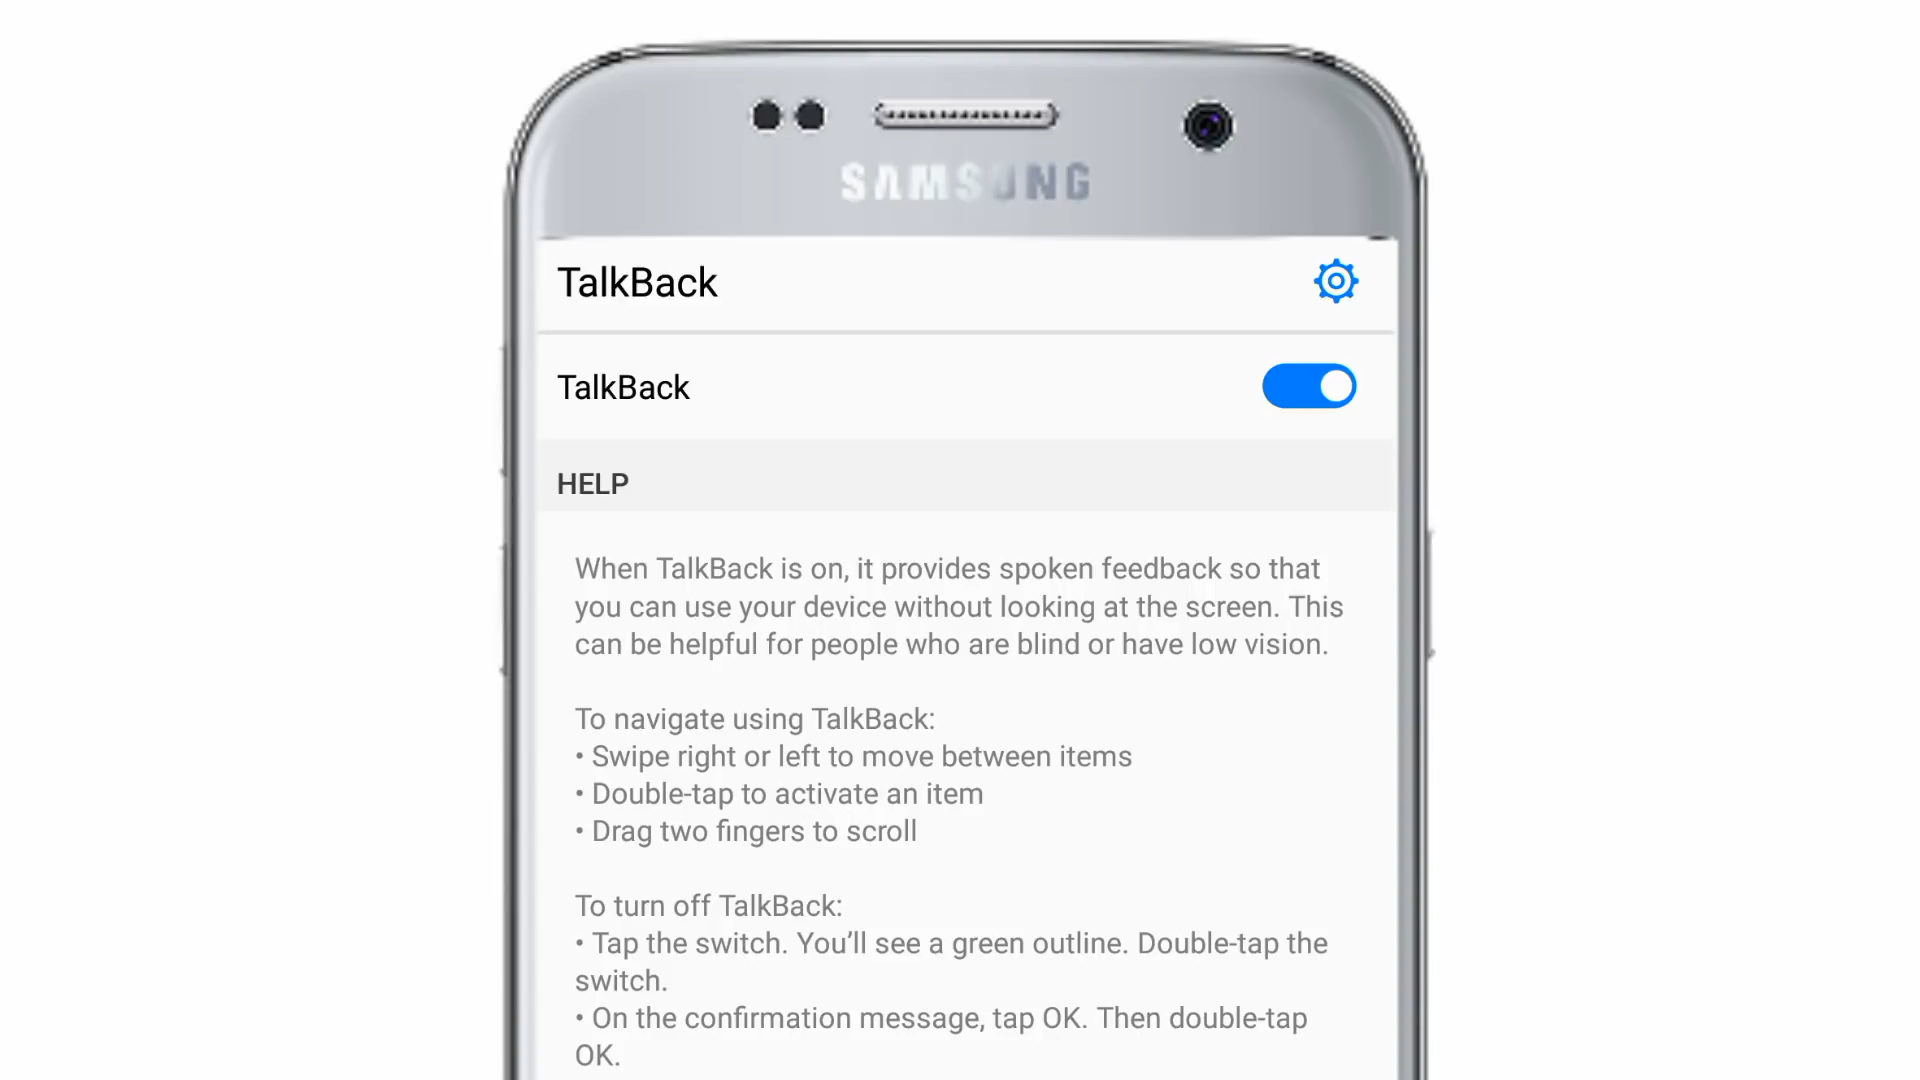 SAMSUNG
TalkBack
TalkBack
HELP
When TalkBack is on, it provides spoken feedback so that
you can use your device without looking at the screen. This
can be helpful for people who are blind or have low vision.
To navigate using TalkBack:
• Swipe right or left to move between items
• Double-tap to activate an item
• Drag two fingers to scroll
To turn off TalkBack:
• Tap the switch. You’ll see a green outline. Double-tap the
switch.
• On the confirmation message, tap OK. Then double-tap
OK.